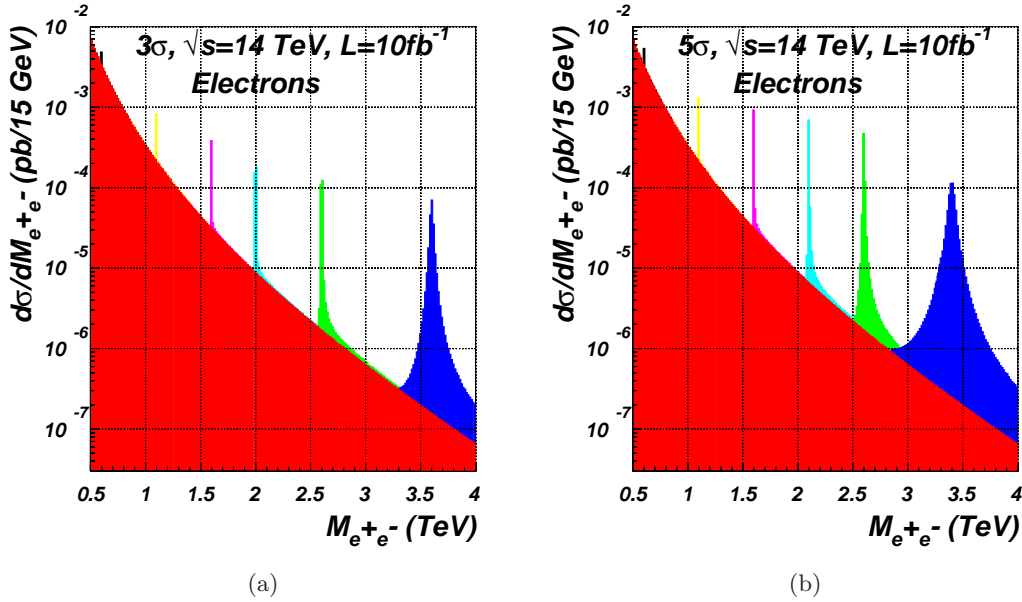 3σ, √s=14 TeV, L=10fb⁻¹
Electrons
dσ/dM_e+e- (pb/15 GeV)
10⁻²
10⁻³
10⁻⁴
10⁻⁵
10⁻⁶
10⁻⁷
0.5 1 1.5 2 2.5 3 3.5 4
M_e+e- (TeV)
(a)
5σ, √s=14 TeV, L=10fb⁻¹
Electrons
dσ/dM_e+e- (pb/15 GeV)
10⁻²
10⁻³
10⁻⁴
10⁻⁵
10⁻⁶
10⁻⁷
0.5 1 1.5 2 2.5 3 3.5 4
M_e+e- (TeV)
(b)